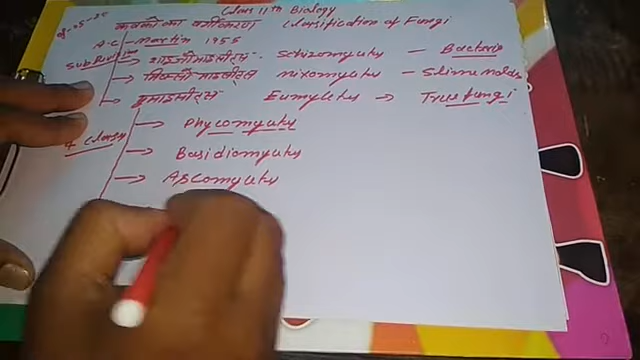 Class 11th Biology
कवकों का वर्गीकरण Classification of Fungi
A.C Martin 1955
Sub Division
शाइजोमाइसीट्स Schizomycetes — Bacteria
मिक्सोमाइसीट्स mixomycetes — Slime molds
यूमाइसीट्स Eumycetes → True fungi
4 Class → Phycomycetes
→ Basidiomycetes
→ Ascomycetes